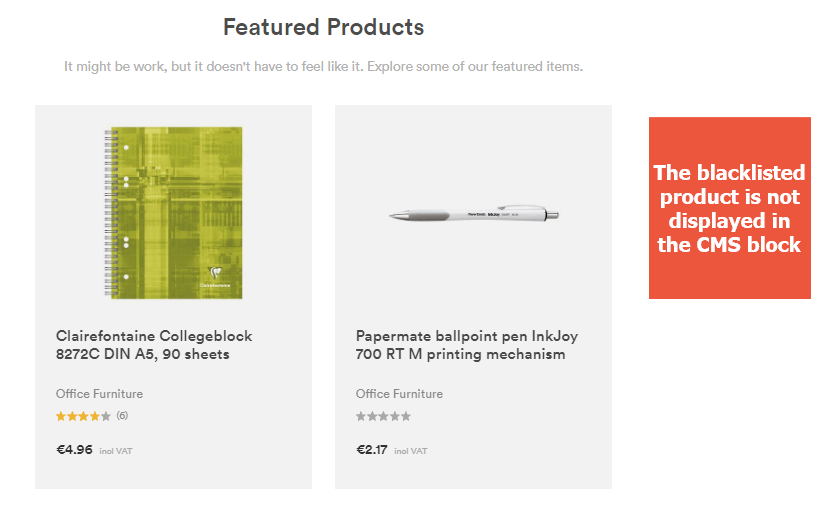 Featured Products
It might be work, but it doesn't have to feel like it. Explore some of our featured items.
Clairefontaine
Clairefontaine Collegeblock
8272C DIN A5, 90 sheets
Office Furniture
(6)
€4.96 incl VAT
InkJoy
Papermate ballpoint pen InkJoy
700 RT M printing mechanism
Office Furniture
€2.17 incl VAT
The blacklisted
product is not
displayed in
the CMS block